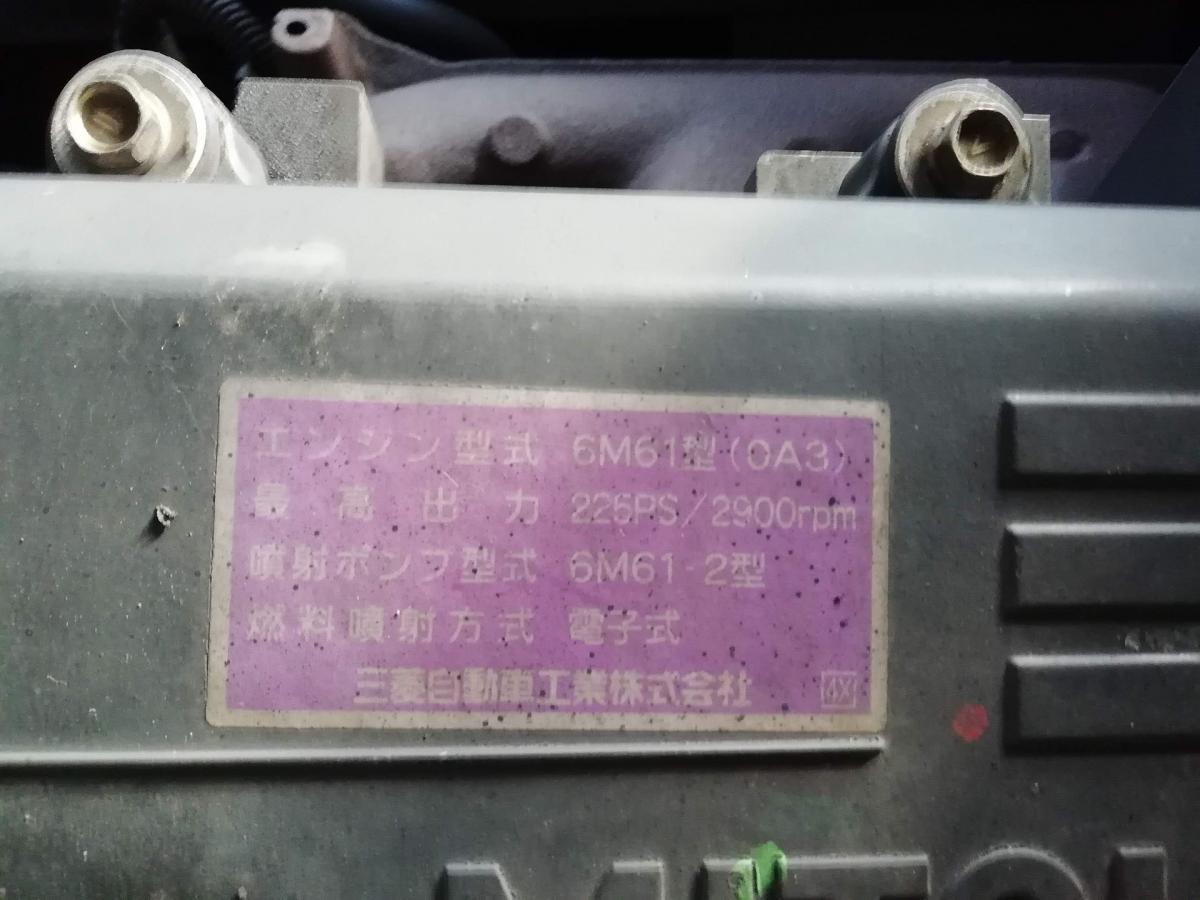 エンジン型式 6M61型(0A3)
最高出力 225PS/2900rpm
噴射ポンプ型式 6M61-2型
燃料噴射方式 電子式
三菱自動車工業株式会社 4X